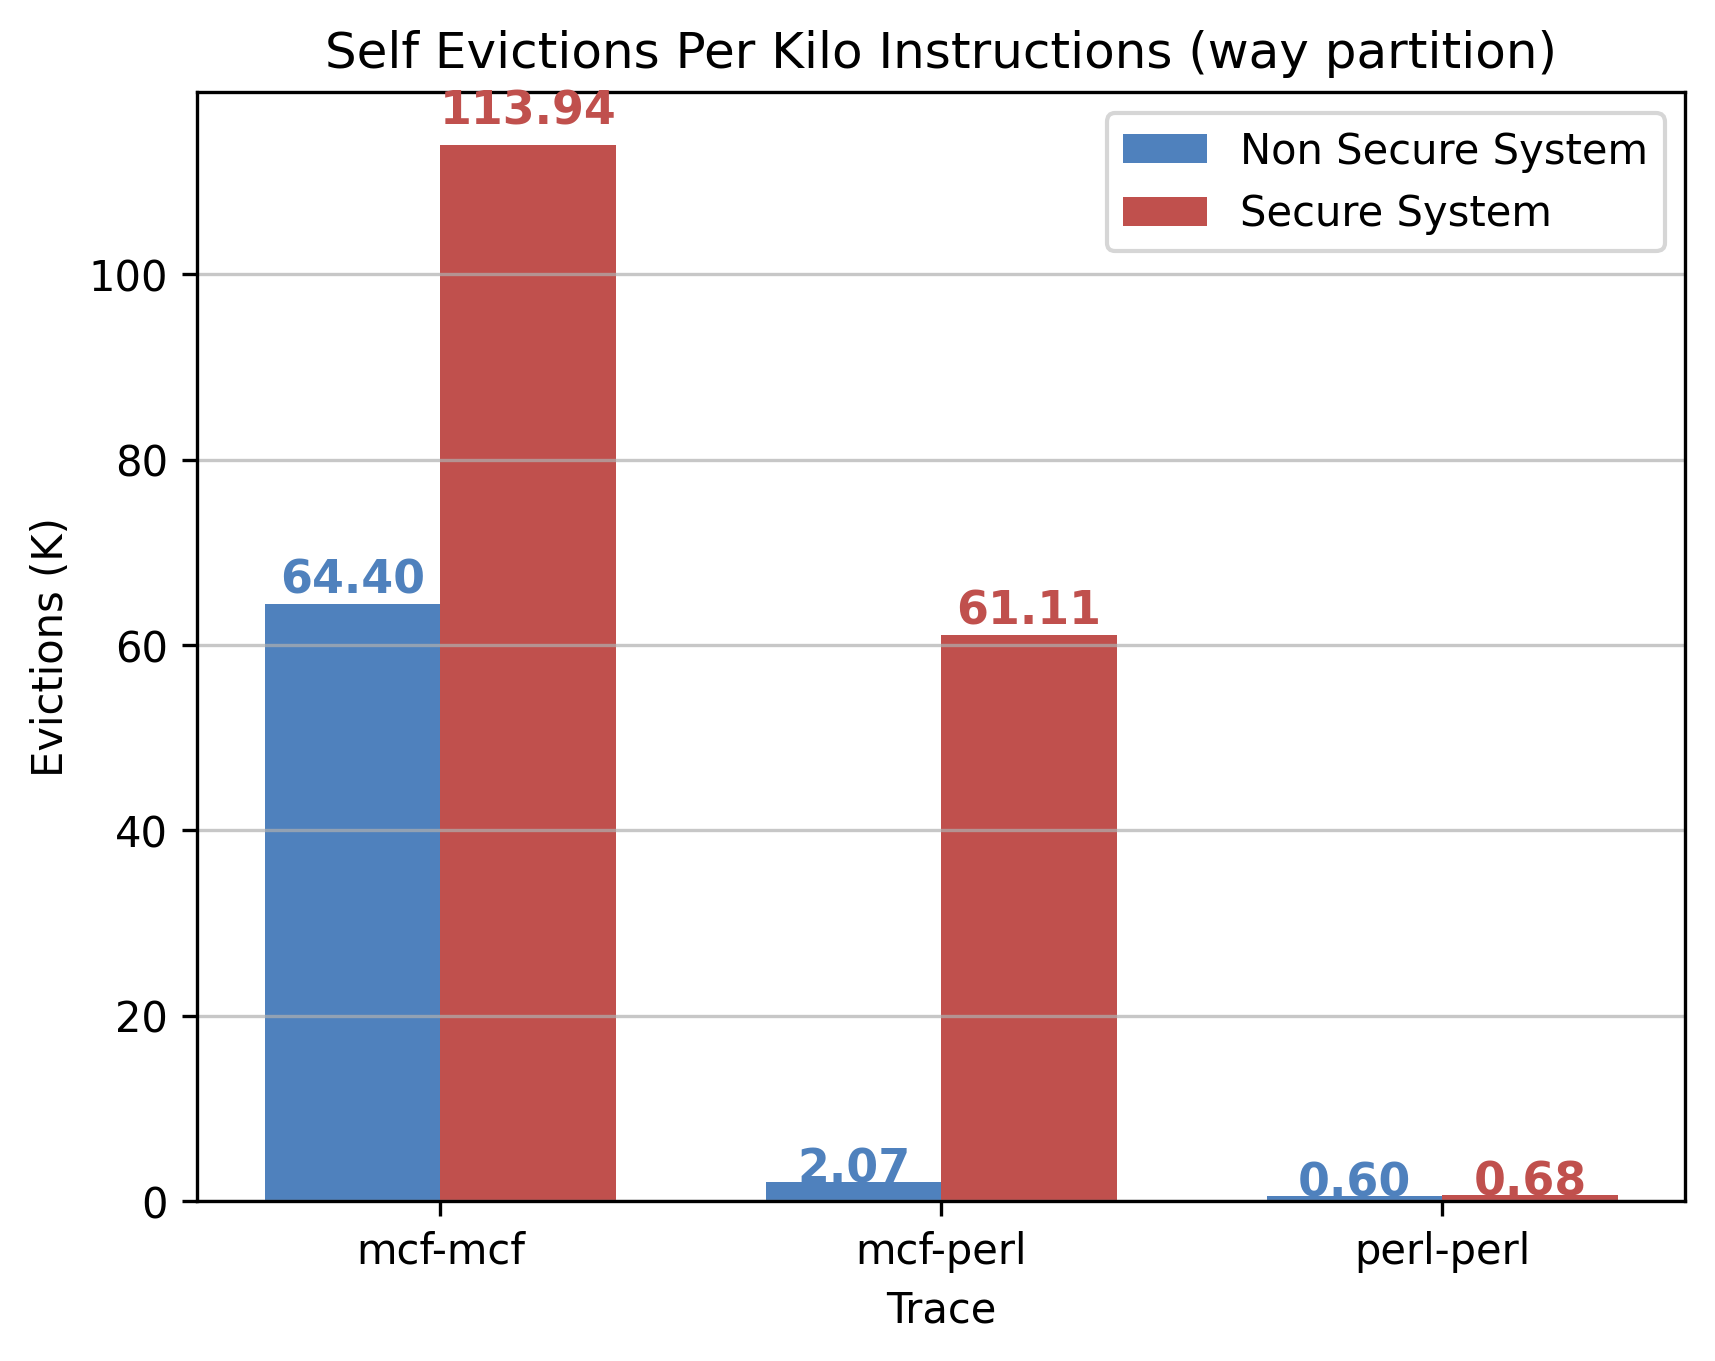 Self Evictions Per Kilo Instructions (way partition)
113.94
Non Secure System
Secure System
100
80
64.40
61.11
60
Evictions (K)
40
20
2.07
0.60
0.68
0
mcf-mcf
mcf-perl
perl-perl
Trace